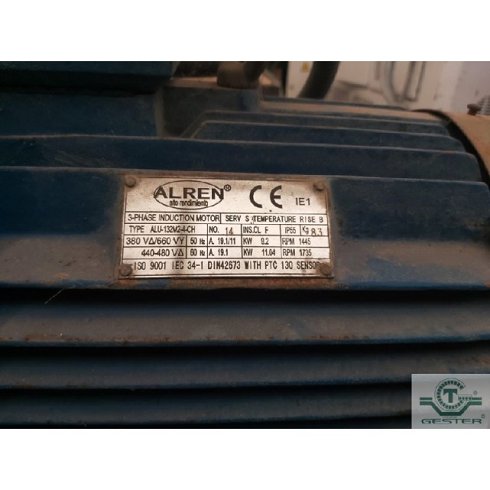 ALREN®
alto rendimiento
CE IE1
3-PHASE INDUCTION MOTOR SERV S1 TEMPERATURE RISE B
TYPE ALU-132M2-4-CH NO. 14 INS.CL F IP55 Kg 83
380 V∆/660 VY 50 Hz A 19.1/11 KW 9.2 RPM 1445
440-480 V∆ 60 Hz A 19.1 KW 11.04 RPM 1735
ISO 9001 IEC 34-1 DIN42673 WITH PTC 130 SENSOR
T
GESTER